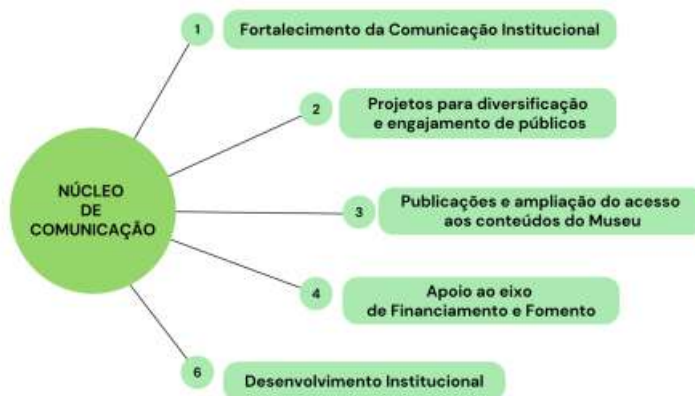 1
Fortalecimento da Comunicação Institucional
2
Projetos para diversificação
e engajamento de públicos
NÚCLEO
DE
COMUNICAÇÃO
3
Publicações e ampliação do acesso
aos conteúdos do Museu
4
Apoio ao eixo
de Financiamento e Fomento
6
Desenvolvimento Institucional